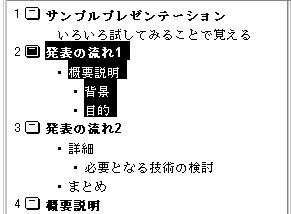 1 サンプルプレゼンテーション
いろいろ試してみることで覚える
2 発表の流れ1
• 概要説明
• 背景
• 目的
3 発表の流れ2
• 詳細
• 必要となる技術の検討
• まとめ
4 概要説明